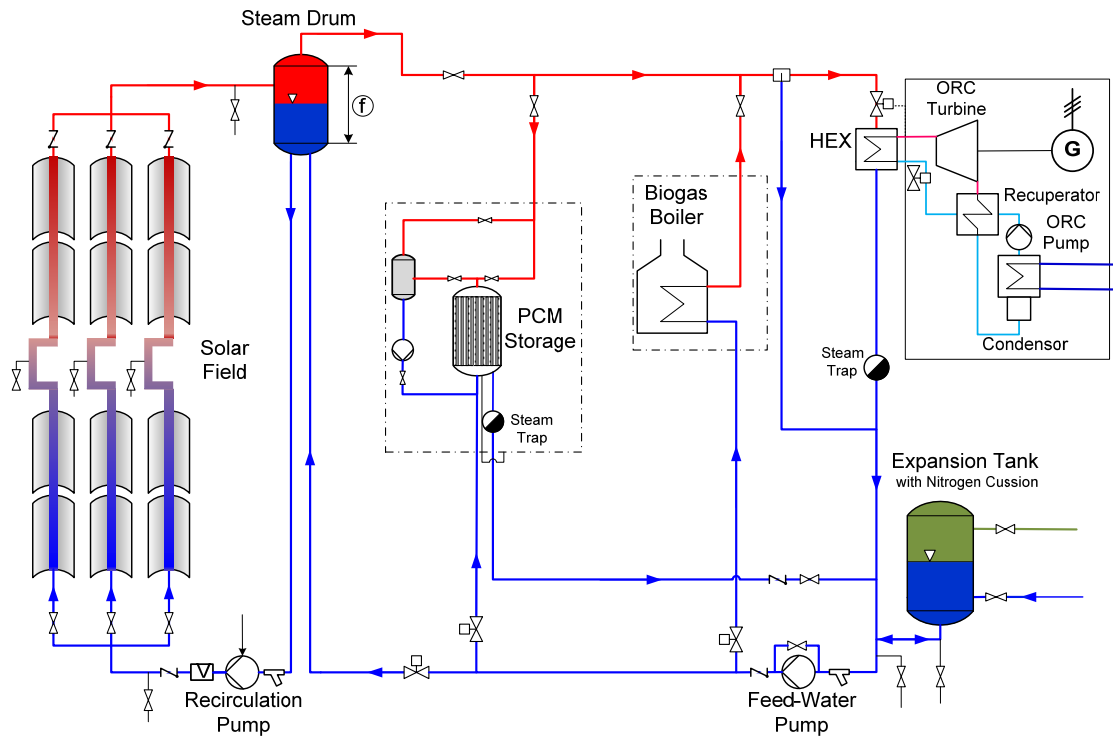 Steam Drum
f
ORC
Turbine
HEX
G
Biogas
Boiler
Recuperator
ORC
Pump
PCM
Storage
Solar
Field
Condensor
Steam
Trap
Steam
Trap
Expansion Tank
with Nitrogen Cussion
V
Recirculation
Pump
Feed-Water
Pump